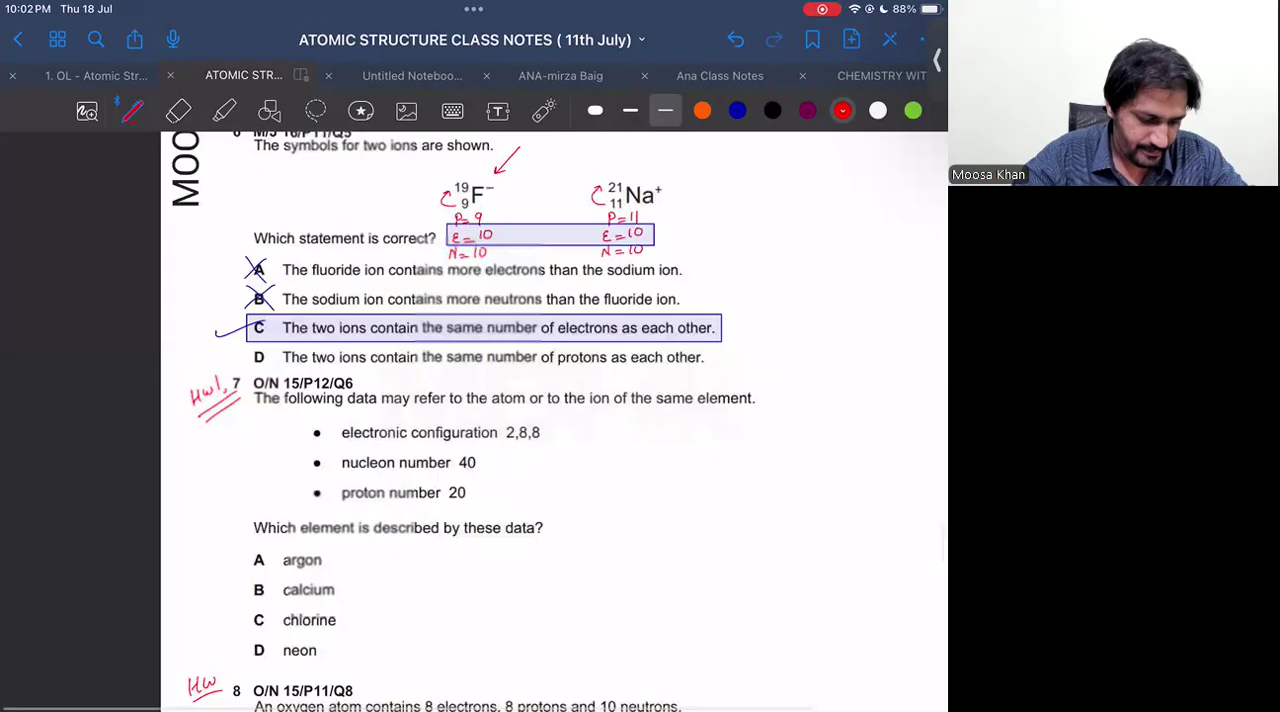 10:02 PM Thu 18 Jul
88%
ATOMIC STRUCTURE CLASS NOTES ( 11th July)
1. OL - Atomic Str...
ATOMIC STR...
Untitled Noteboo...
ANA-mirza Baig
Ana Class Notes
CHEMISTRY WIT
MOO
6 M/J 16/P11/Q5
The symbols for two ions are shown.
19 9 F− 21 11 Na+
P= 9 P= 11
Which statement is correct? E= 10 E= 10
N= 10 N= 10
A The fluoride ion contains more electrons than the sodium ion.
B The sodium ion contains more neutrons than the fluoride ion.
C The two ions contain the same number of electrons as each other.
D The two ions contain the same number of protons as each other.
HW 7 O/N 15/P12/Q6
The following data may refer to the atom or to the ion of the same element.
• electronic configuration 2,8,8
• nucleon number 40
• proton number 20
Which element is described by these data?
A argon
B calcium
C chlorine
D neon
HW 8 O/N 15/P11/Q8
An oxygen atom contains 8 electrons, 8 protons and 10 neutrons.
Moosa Khan